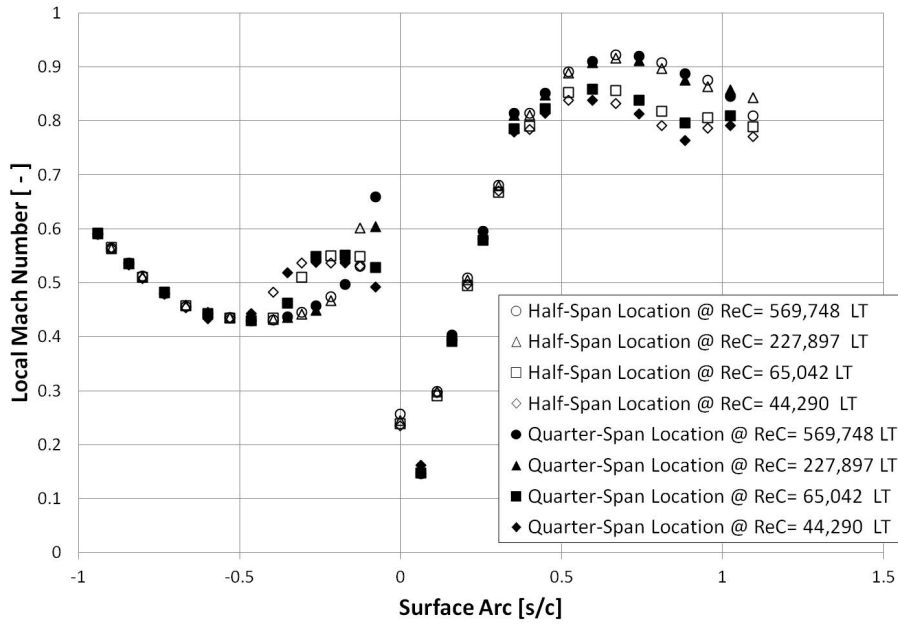 1
0.9
0.8
0.7
0.6
0.5
0.4
0.3
0.2
0.1
0
Local Mach Number [ - ]
-1
-0.5
0
0.5
1
1.5
Surface Arc [s/c]
Half-Span Location @ ReC= 569,748 LT
Half-Span Location @ ReC= 227,897 LT
Half-Span Location @ ReC= 65,042 LT
Half-Span Location @ ReC= 44,290 LT
Quarter-Span Location @ ReC= 569,748 LT
Quarter-Span Location @ ReC= 227,897 LT
Quarter-Span Location @ ReC= 65,042 LT
Quarter-Span Location @ ReC= 44,290 LT